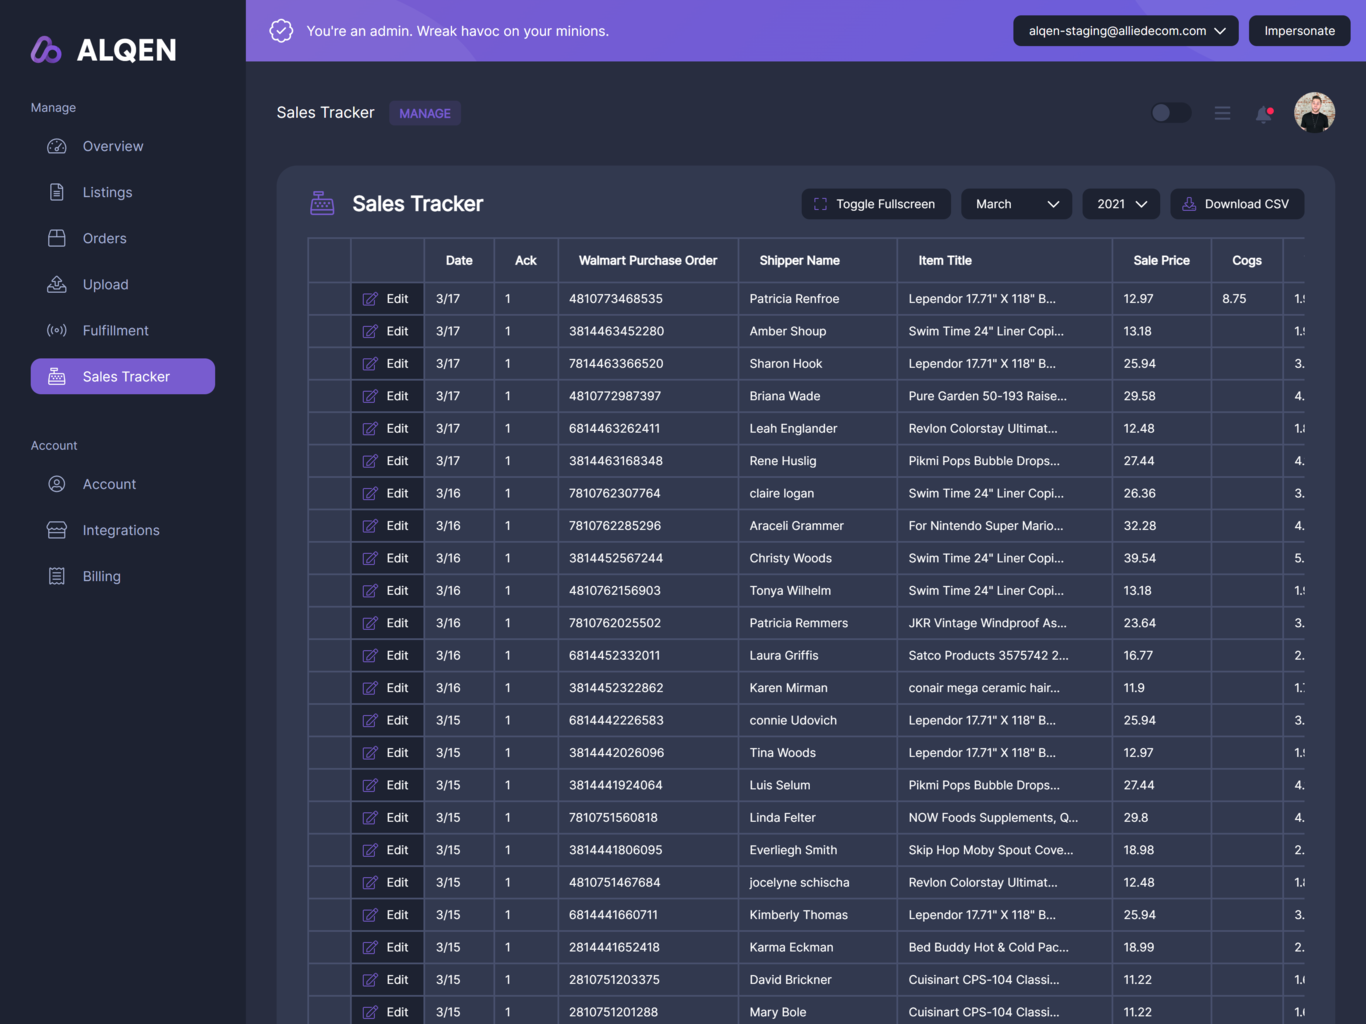 ALQEN
Manage
Overview
Listings
Orders
Upload
Fulfillment
Sales Tracker
Account
Account
Integrations
Billing
You're an admin. Wreak havoc on your minions.
alqen-staging@alliedecom.com
Impersonate
Sales Tracker MANAGE
Sales Tracker
Toggle Fullscreen
March
2021
Download CSV
Date Ack Walmart Purchase Order Shipper Name Item Title Sale Price Cogs
Edit 3/17 1 4810773468535 Patricia Renfroe Lependor 17.71" X 118" B... 12.97 8.75
Edit 3/17 1 3814463452280 Amber Shoup Swim Time 24" Liner Copi... 13.18
Edit 3/17 1 7814463366520 Sharon Hook Lependor 17.71" X 118" B... 25.94 3.
Edit 3/17 1 4810772987397 Briana Wade Pure Garden 50-193 Raise... 29.58 4.
Edit 3/17 1 6814463262411 Leah Englander Revlon Colorstay Ultimat... 12.48
Edit 3/17 1 3814463168348 Rene Huslig Pikmi Pops Bubble Drops... 27.44 4.
Edit 3/16 1 7810762307764 claire logan Swim Time 24" Liner Copi... 26.36 3.
Edit 3/16 1 7810762285296 Araceli Grammer For Nintendo Super Mario... 32.28 4.
Edit 3/16 1 3814452567244 Christy Woods Swim Time 24" Liner Copi... 39.54 5.
Edit 3/16 1 4810762156903 Tonya Wilhelm Swim Time 24" Liner Copi... 13.18
Edit 3/16 1 7810762025502 Patricia Remmers JKR Vintage Windproof As... 23.64 3.
Edit 3/16 1 6814452332011 Laura Griffis Satco Products 3575742 2... 16.77 2.
Edit 3/16 1 3814452322862 Karen Mirman conair mega ceramic hair... 11.9
Edit 3/15 1 6814442226583 connie Udovich Lependor 17.71" X 118" B... 25.94 3.
Edit 3/15 1 3814442026096 Tina Woods Lependor 17.71" X 118" B... 12.97
Edit 3/15 1 3814441924064 Luis Selum Pikmi Pops Bubble Drops... 27.44 4.
Edit 3/15 1 7810751560818 Linda Felter NOW Foods Supplements, Q... 29.8 4.
Edit 3/15 1 3814441806095 Everliegh Smith Skip Hop Moby Spout Cove... 18.98 2.
Edit 3/15 1 4810751467684 jocelyne schischa Revlon Colorstay Ultimat... 12.48
Edit 3/15 1 6814441660711 Kimberly Thomas Lependor 17.71" X 118" B... 25.94 3.
Edit 3/15 1 2814441652418 Karma Eckman Bed Buddy Hot & Cold Pac... 18.99 2.
Edit 3/15 1 2810751203375 David Brickner Cuisinart CPS-104 Classi... 11.22
Edit 3/15 1 2810751201288 Mary Bole Cuisinart CPS-104 Classi... 11.22